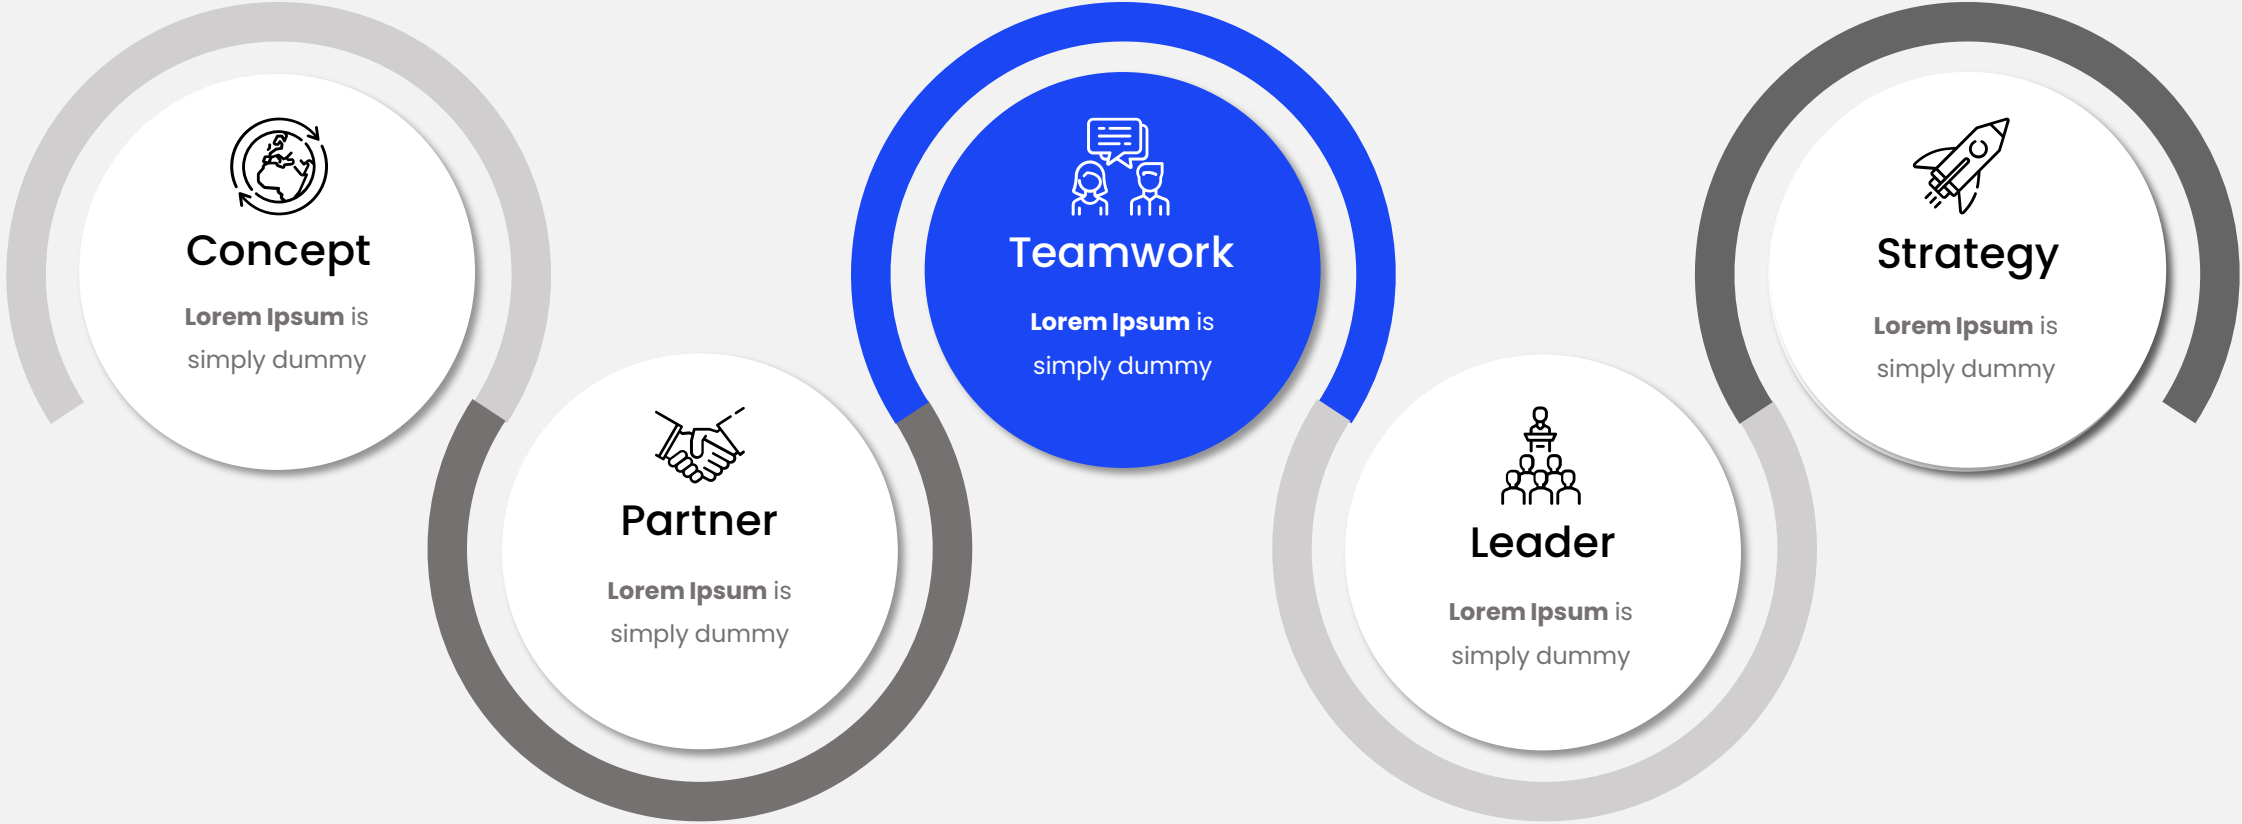 Concept
Lorem Ipsum is
simply dummy
Partner
Lorem Ipsum is
simply dummy
Teamwork
Lorem Ipsum is
simply dummy
Leader
Lorem Ipsum is
simply dummy
Strategy
Lorem Ipsum is
simply dummy